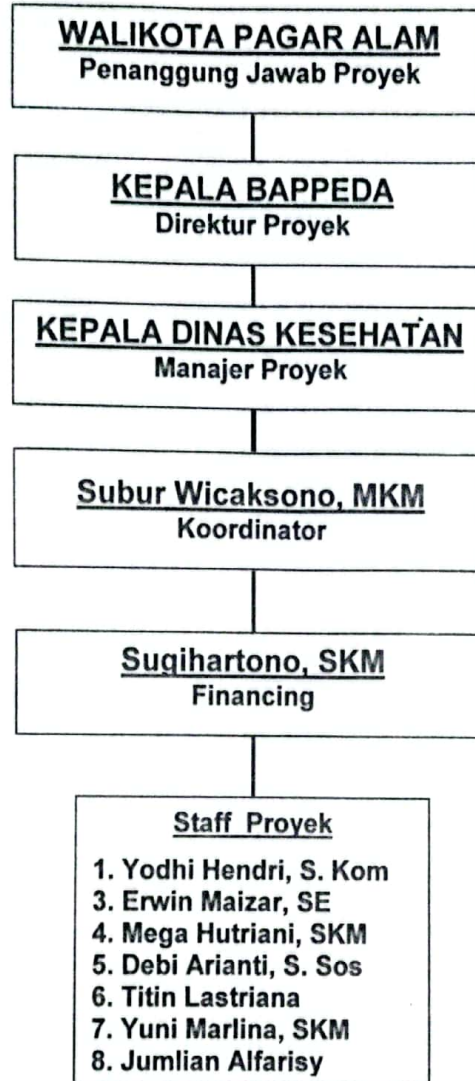 WALIKOTA PAGAR ALAM
Penanggung Jawab Proyek
KEPALA BAPPEDA
Direktur Proyek
KEPALA DINAS KESEHATAN
Manajer Proyek
Subur Wicaksono, MKM
Koordinator
Sugihartono, SKM
Financing
Staff Proyek
1. Yodhi Hendri, S. Kom
3. Erwin Maizar, SE
4. Mega Hutriani, SKM
5. Debi Arianti, S. Sos
6. Titin Lastriana
7. Yuni Marlina, SKM
8. Jumlian Alfarisy